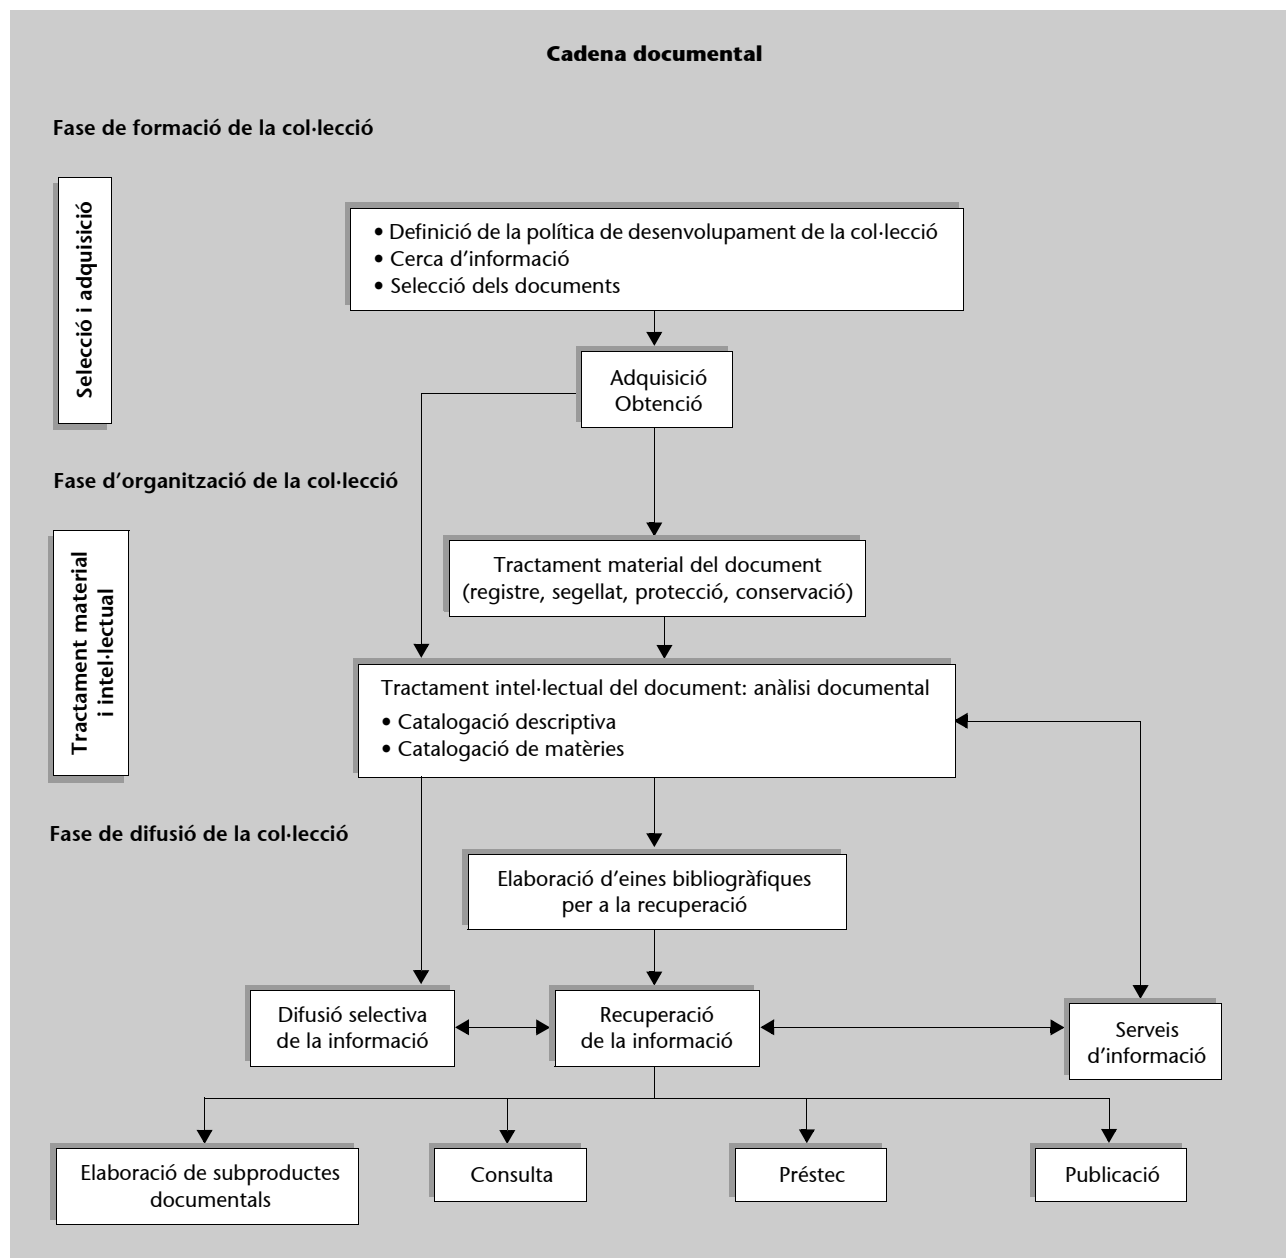 Cadena documental
Fase de formació de la col·lecció
Selecció i adquisició
• Definició de la política de desenvolupament de la col·lecció
• Cerca d’informació
• Selecció dels documents
Adquisició
Obtenció
Fase d’organització de la col·lecció
Tractament material
i intel·lectual
Tractament material del document
(registre, segellat, protecció, conservació)
Tractament intel·lectual del document: anàlisi documental
• Catalogació descriptiva
• Catalogació de matèries
Fase de difusió de la col·lecció
Elaboració d’eines bibliogràfiques
per a la recuperació
Difusió selectiva
de la informació
Recuperació
de la informació
Serveis
d’informació
Elaboració de subproductes
documentals
Consulta
Préstec
Publicació